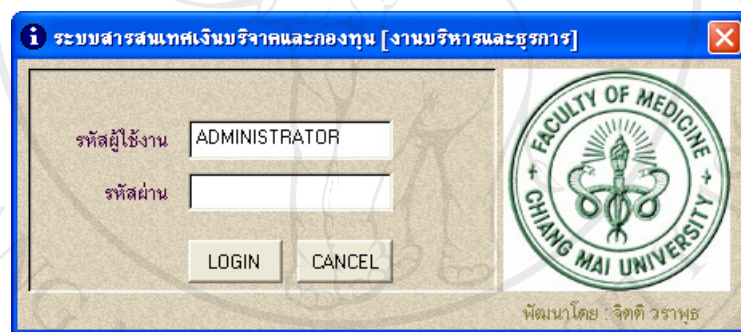 ระบบสารสนเทศเงินบริจาคและกองทุน [งานบริหารและธุรการ]
รหัสผู้ใช้งาน ADMINISTRATOR
รหัสผ่าน
LOGIN CANCEL
FACULTY OF MEDICINE
CHIANG MAI UNIVERSITY
พัฒนาโดย : จิตติ วราพุธ